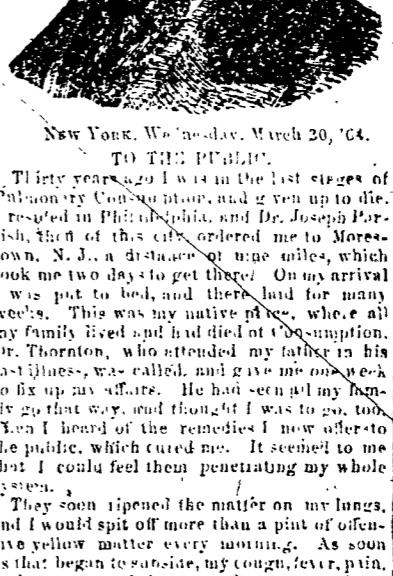 NEW YORK, Wednesday, March 30, '64.
TO THE PUBLIC.
Thirty years ago I was in the last stages of
Pulmonary Consumption, and given up to die.
I resided in Philadelphia, and Dr. Joseph Par-
ish, then of this city, ordered me to Mores-
town, N. J., a distance of nine miles, which
took me two days to get there! On my arrival
I was put to bed, and there laid for many
weeks. This was my native place, where all
my family lived and had died of Consumption.
Dr. Thornton, who attended my father in his
last illness, was called, and gave me one week
to fix up my affairs. He had seen all my fam-
ily go that way, and thought I was to go, too.
Then I heard of the remedies I now offer to
the public, which cured me. It seemed to me
that I could feel them penetrating my whole
system.
They soon ripened the matter on my lungs,
and I would spit off more than a pint of offen-
sive yellow matter every morning. As soon
as that began to subside, my cough, fever, pain,